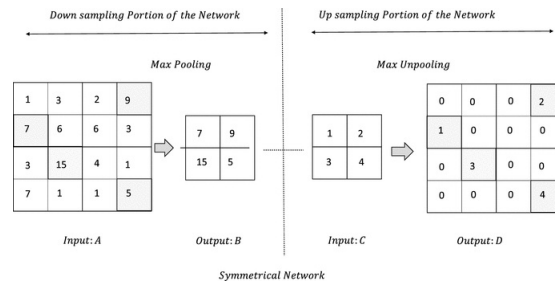 Down sampling Portion of the Network
Up sampling Portion of the Network
Max Pooling
Max Unpooling
1 3 2 9
7 6 6 3
3 15 4 1
7 1 1 5
7 9
15 5
1 2
3 4
0 0 0 2
1 0 0 0
0 3 0 0
0 0 0 4
Input: A
Output: B
Input: C
Output: D
Symmetrical Network